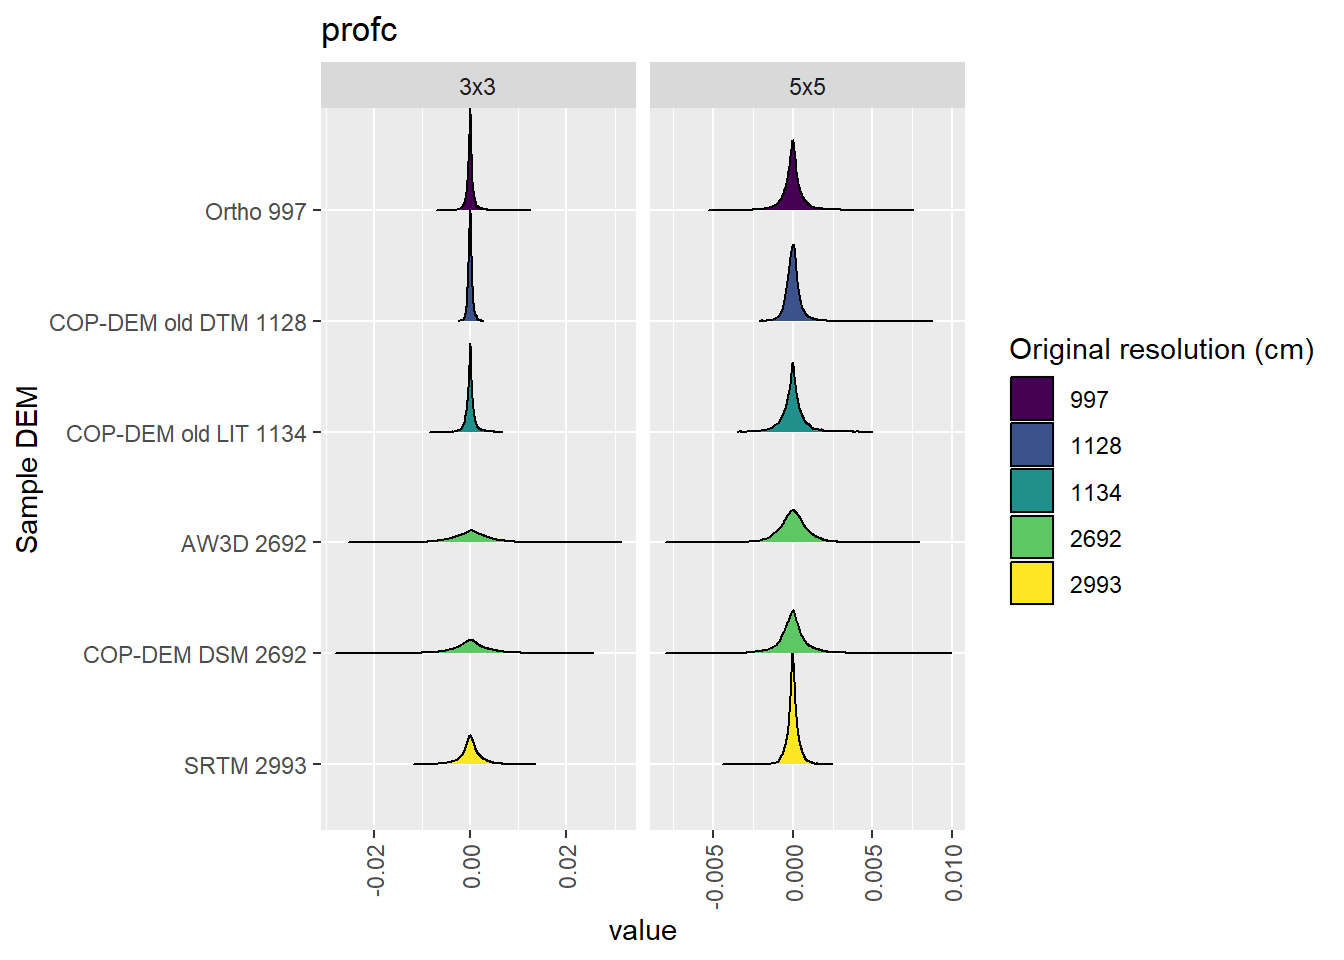 profc
3x3
5x5
Ortho 997
COP-DEM old DTM 1128
COP-DEM old LIT 1134
AW3D 2692
COP-DEM DSM 2692
SRTM 2993
Sample DEM
-0.02
0.00
0.02
-0.005
0.000
0.005
0.010
value
Original resolution (cm)
997
1128
1134
2692
2993